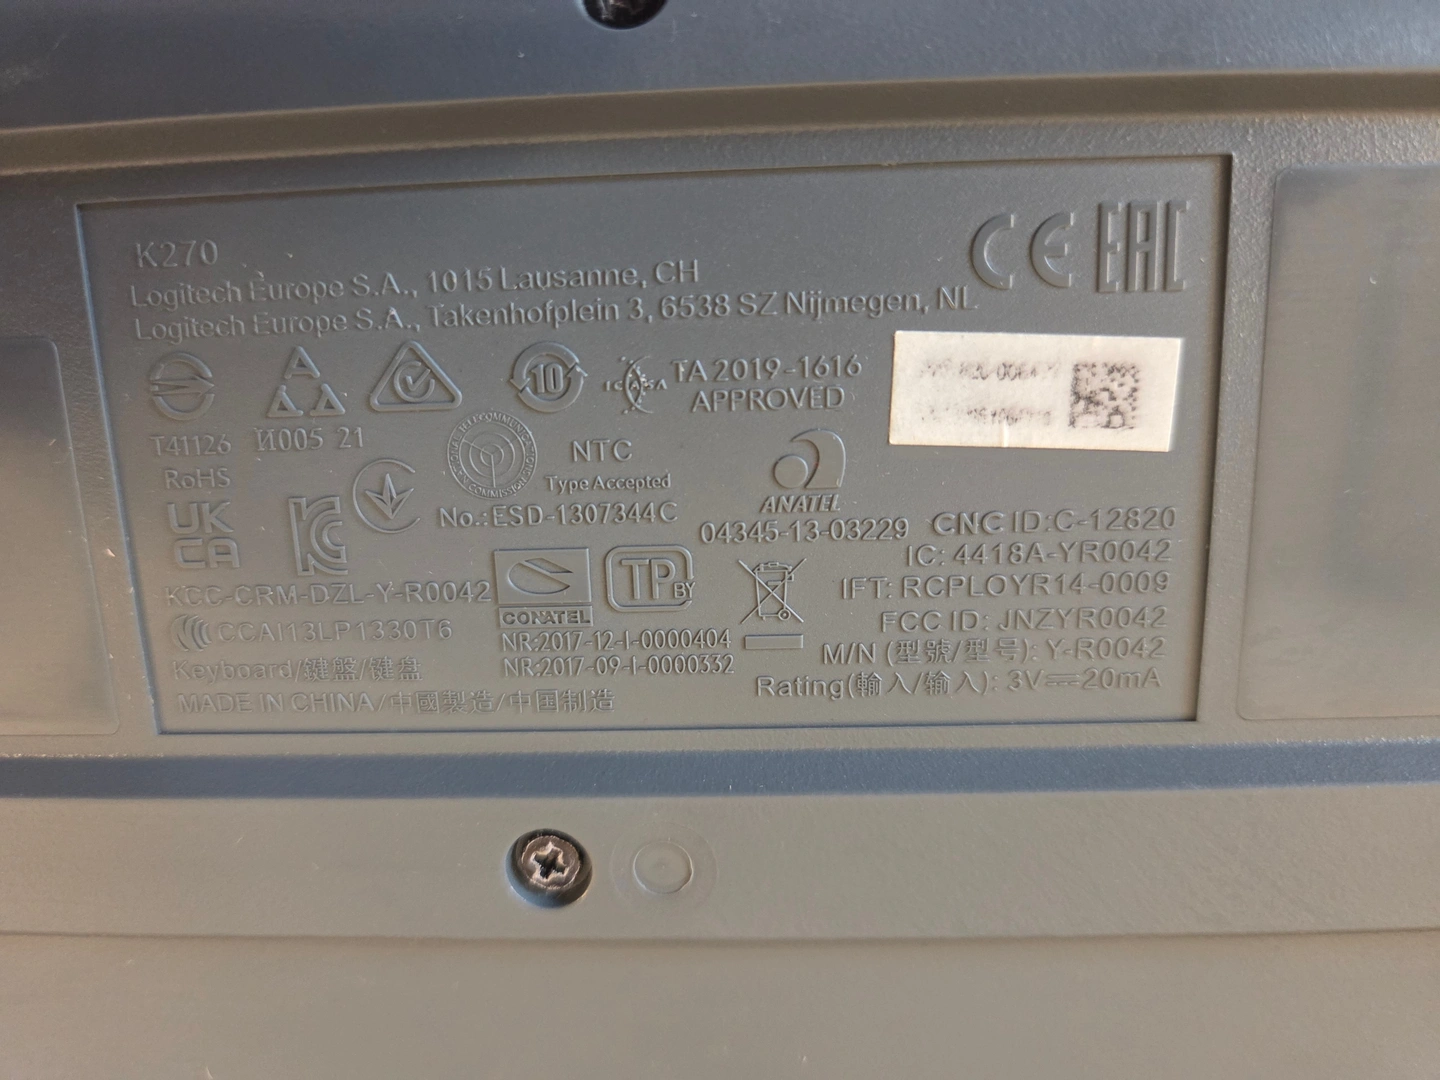 K270
Logitech Europe S.A., 1015 Lausanne, CH
Logitech Europe S.A., Takenhofplein 3, 6538 SZ Nijmegen, NL
CE EAC
10
ICASA
TA 2019-1616
APPROVED
T41126
RoHS
И005 21
NTC
Type Accepted
No.: ESD-1307344C
ANATEL
04345-13-03229
UK
CA
KCC-CRM-DZL-Y-R0042
CCAI13LP1330T6
Keyboard/鍵盤/键盘
MADE IN CHINA/中國製造/中国制造
CONATEL
NR:2017-12-I-0000404
NR:2017-09-I-0000332
TP BY
CNC ID:C-12820
IC: 4418A-YR0042
IFT: RCPLOYR14-0009
FCC ID: JNZYR0042
M/N (型號/型号): Y-R0042
Rating(輸入/输入): 3V⎓20mA